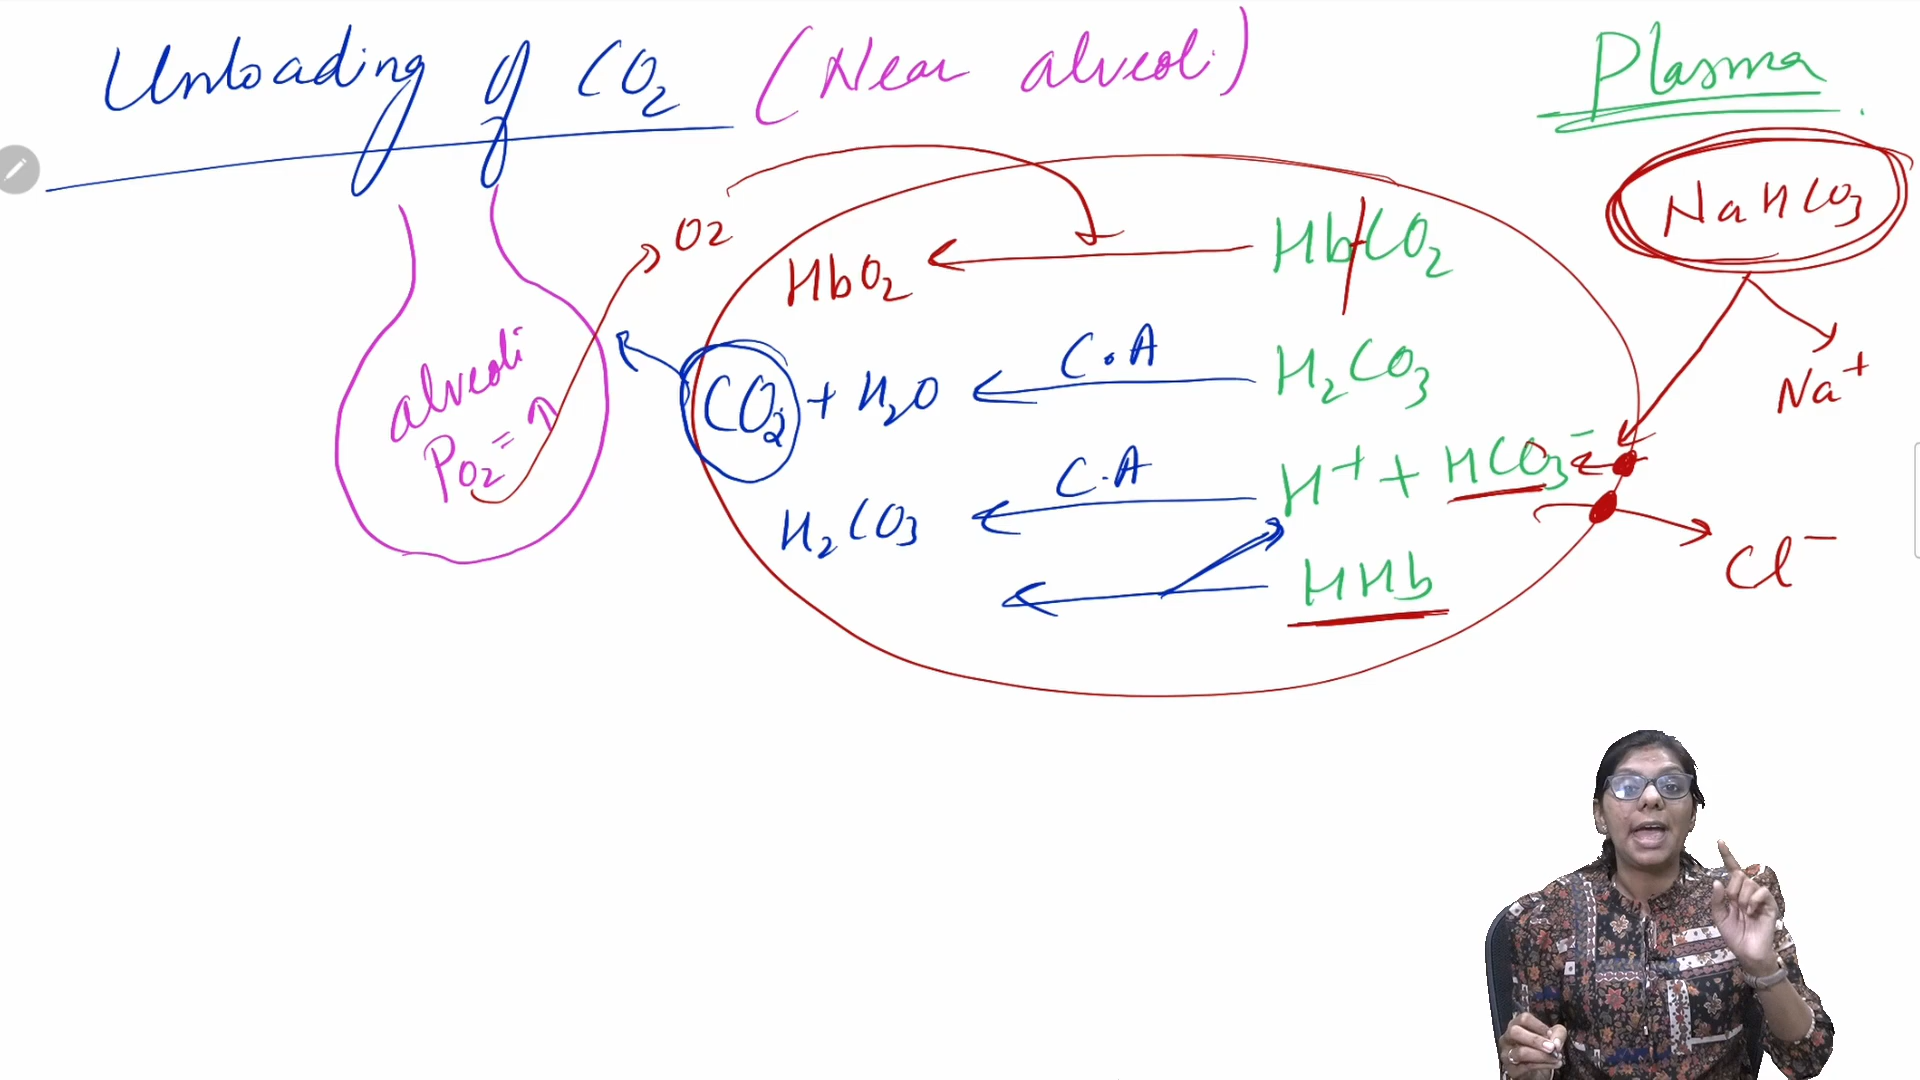 Unloading of CO2 (Near alveoli)
Plasma
NaHCO3
O2
HbO2
HbCO2
Na+
alveoli
PO2 = ↑
CO2 + H2O
C.A
H2CO3
H2CO3
C.A
H+ + HCO3-
HHb
Cl-